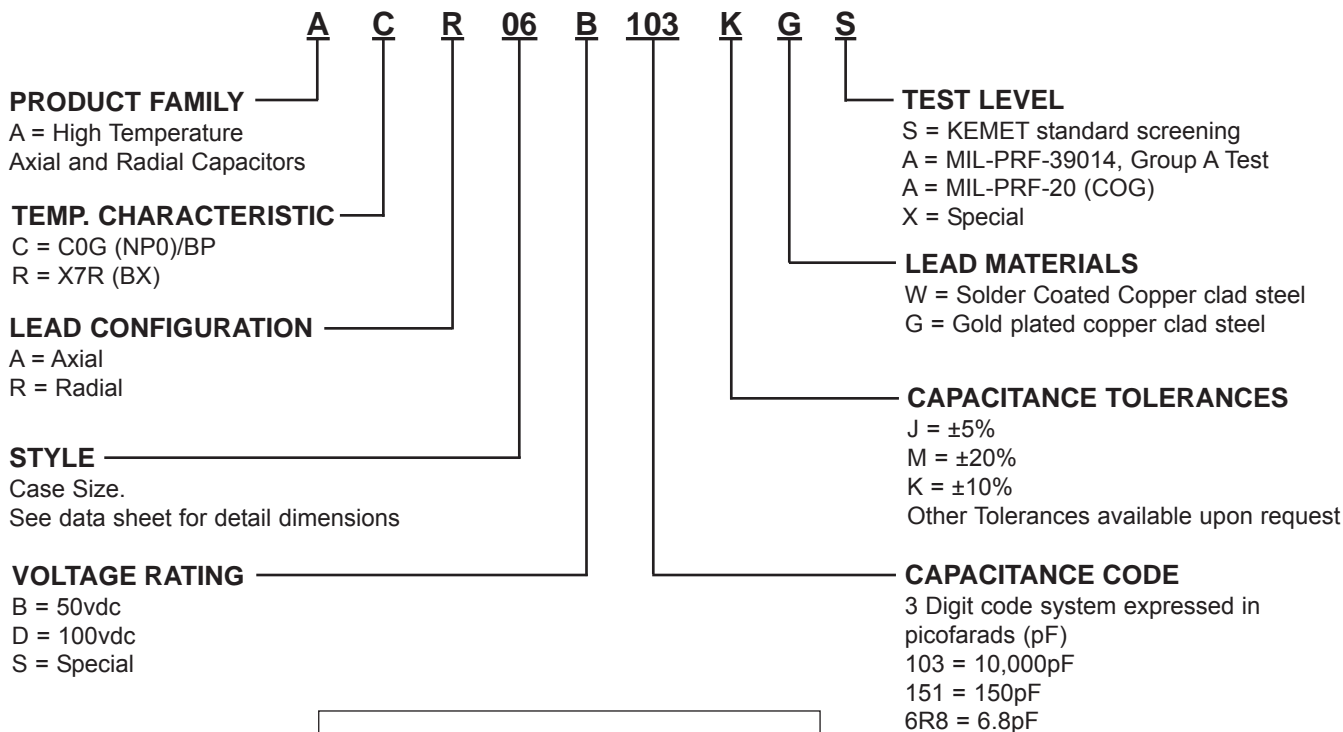 A C R 06 B 103 K G S
PRODUCT FAMILY
A = High Temperature
Axial and Radial Capacitors
TEMP. CHARACTERISTIC
C = C0G (NP0)/BP
R = X7R (BX)
LEAD CONFIGURATION
A = Axial
R = Radial
STYLE
Case Size.
See data sheet for detail dimensions
VOLTAGE RATING
B = 50vdc
D = 100vdc
S = Special
TEST LEVEL
S = KEMET standard screening
A = MIL-PRF-39014, Group A Test
A = MIL-PRF-20 (COG)
X = Special
LEAD MATERIALS
W = Solder Coated Copper clad steel
G = Gold plated copper clad steel
CAPACITANCE TOLERANCES
J = ±5%
M = ±20%
K = ±10%
Other Tolerances available upon request
CAPACITANCE CODE
3 Digit code system expressed in
picofarads (pF)
103 = 10,000pF
151 = 150pF
6R8 = 6.8pF